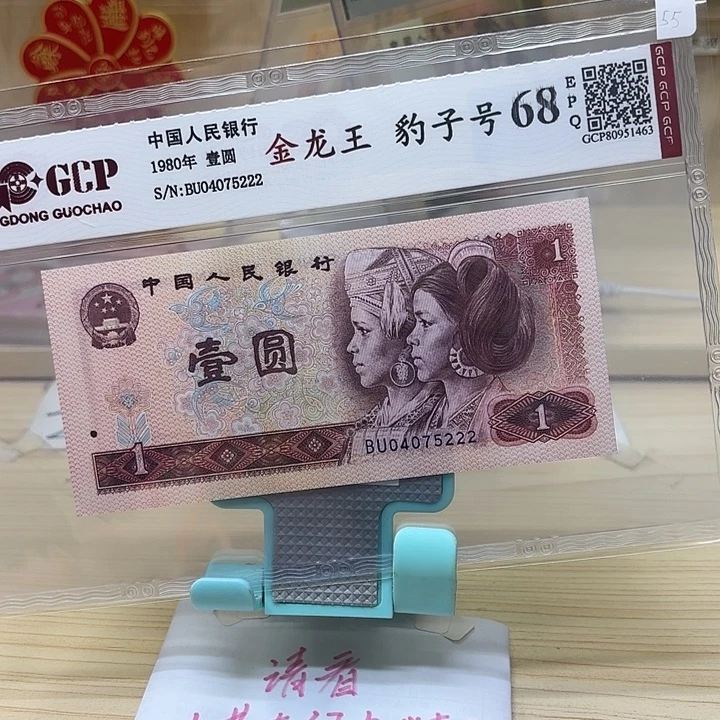 55
GCP GCP GCP
GCP
GDONG GUOCHAO
中国人民银行
1980年 壹圆
S/N:BU04075222
金龙王 豹子号 68
EPQ
GCP80951463
中国人民银行
壹圆
1
1
1
BU04075222
请看